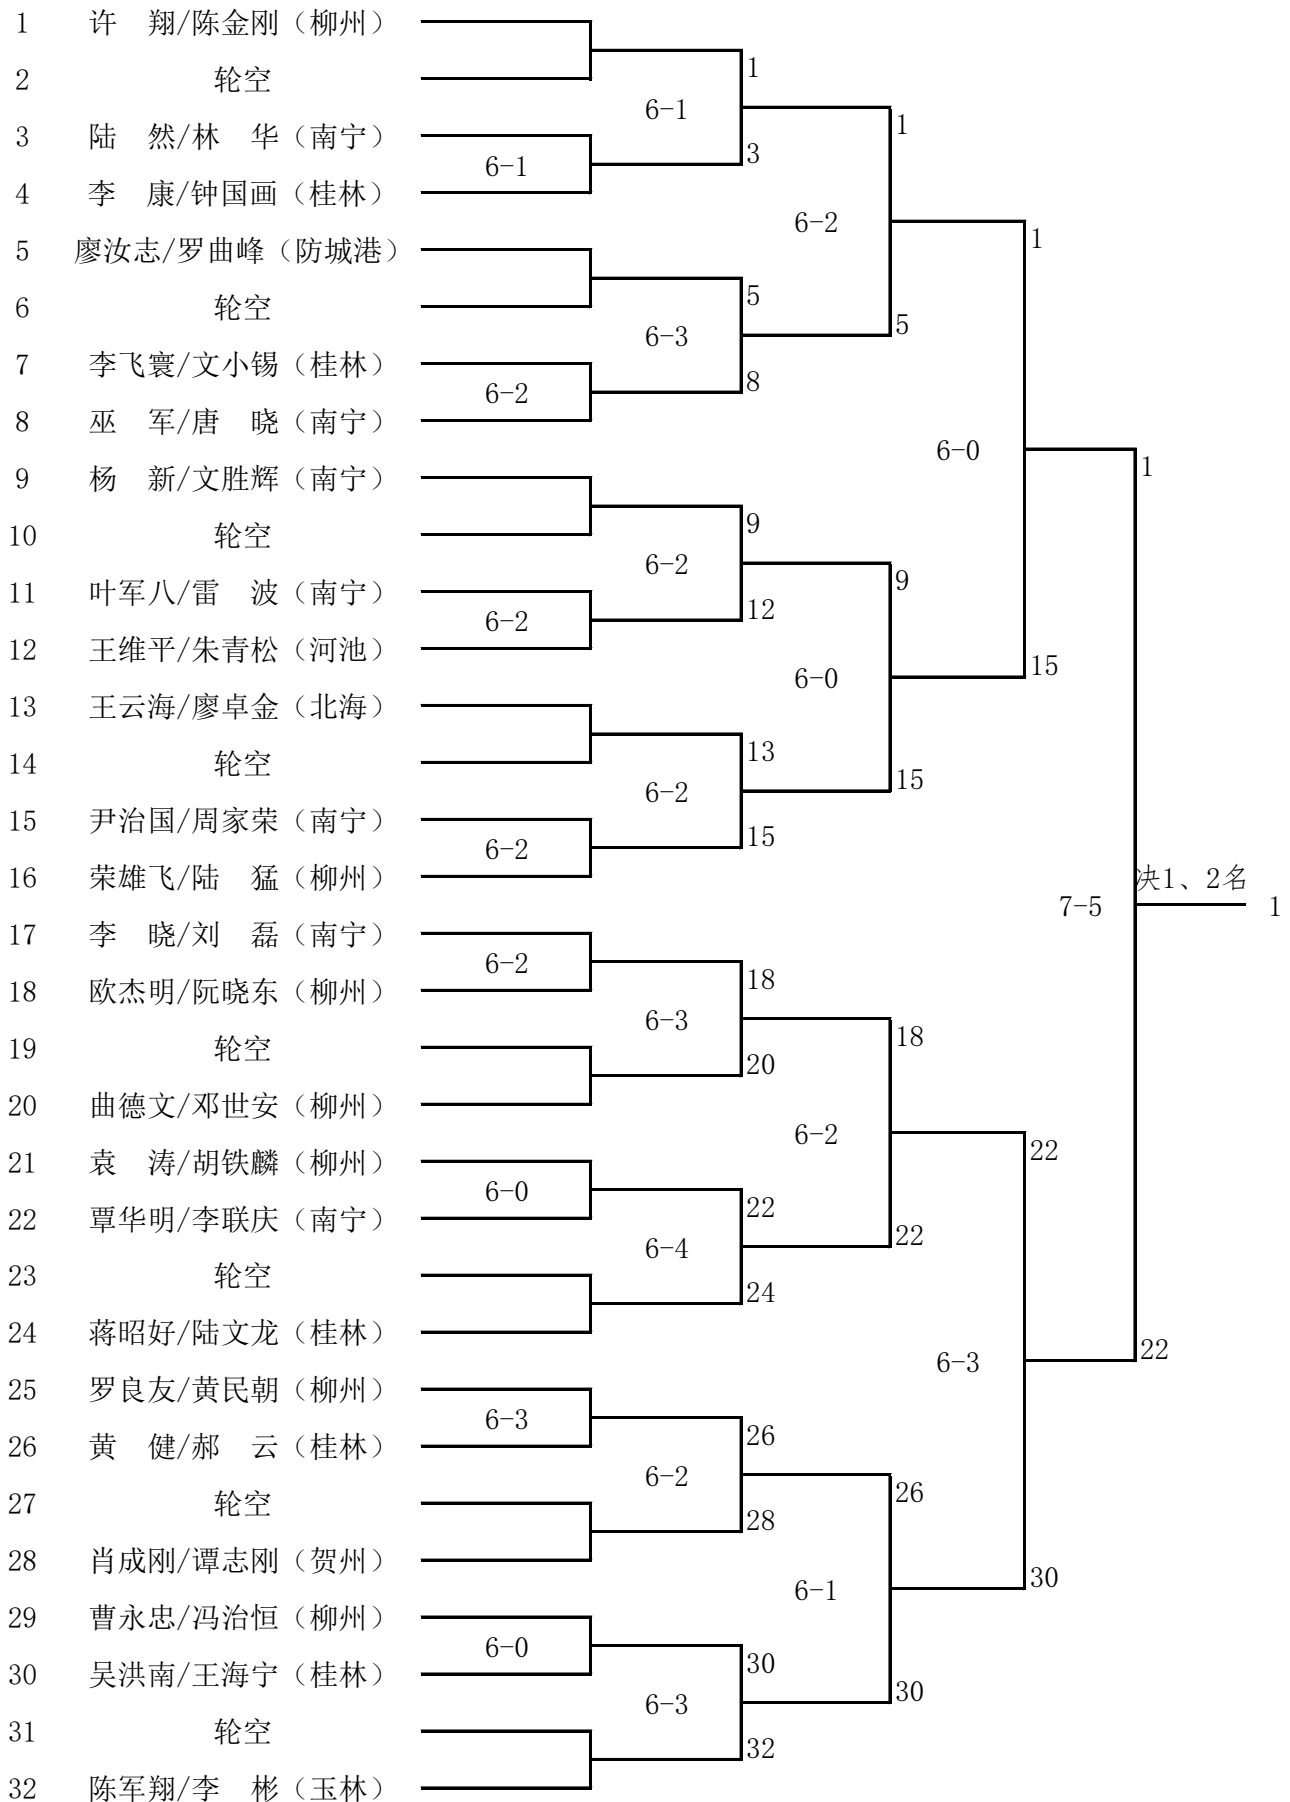 1 许　翔/陈金刚（柳州）
1
2 轮空
6-1
1
3 陆　然/林　华（南宁）
3
6-1
4 李　康/钟国画（桂林）
6-2
1
5 廖汝志/罗曲峰（防城港）
5
6 轮空
5
6-3
7 李飞寰/文小锡（桂林）
8
6-2
8 巫　军/唐　晓（南宁）
6-0
1
9 杨　新/文胜辉（南宁）
9
10 轮空
6-2
9
11 叶军八/雷　波（南宁）
12
6-2
12 王维平/朱青松（河池）
15
6-0
13 王云海/廖卓金（北海）
13
14 轮空
15
6-2
15 尹治国/周家荣（南宁）
15
6-2
16 荣雄飞/陆　猛（柳州）
决1、2名
7-5
1
17 李　晓/刘　磊（南宁）
6-2
18
18 欧杰明/阮晓东（柳州）
6-3
18
19 轮空
20
20 曲德文/邓世安（柳州）
6-2
22
21 袁　涛/胡铁麟（柳州）
6-0
22
22 覃华明/李联庆（南宁）
22
6-4
23 轮空
24
24 蒋昭好/陆文龙（桂林）
22
6-3
25 罗良友/黄民朝（柳州）
6-3
26
26 黄　健/郝　云（桂林）
6-2
26
27 轮空
28
28 肖成刚/谭志刚（贺州）
30
6-1
29 曹永忠/冯治恒（柳州）
6-0
30
30 吴洪南/王海宁（桂林）
30
6-3
31 轮空
32
32 陈军翔/李　彬（玉林）